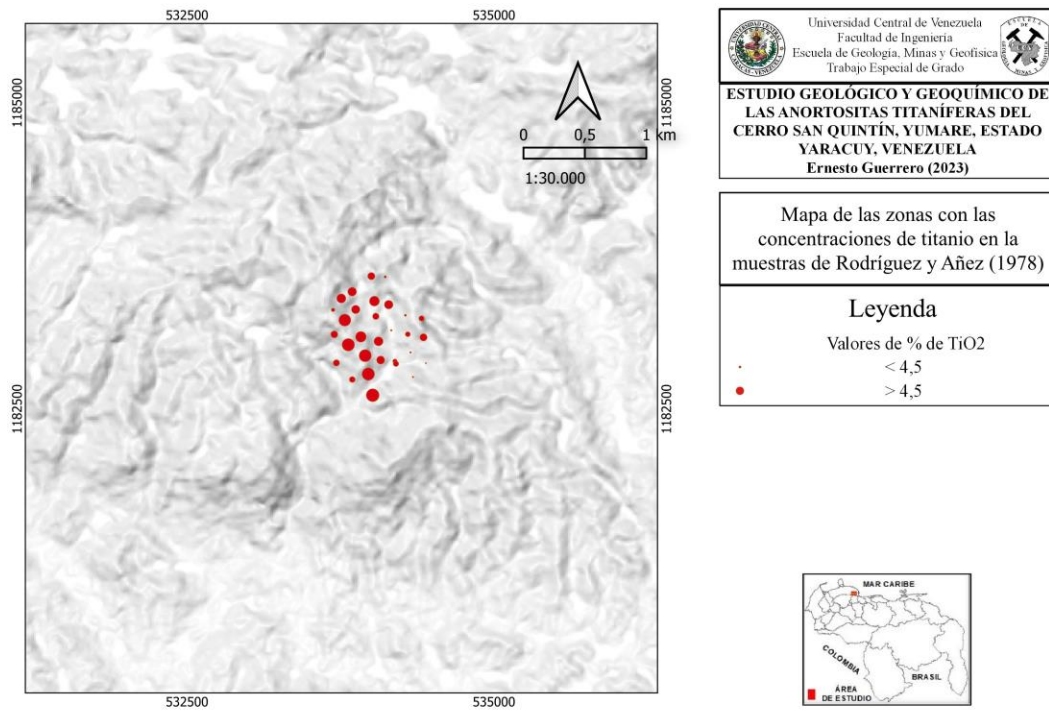 532500
535000
1185000
1185000
0 0,5 1 km
1:30.000
1182500
1182500
532500
535000
Universidad Central de Venezuela
Facultad de Ingeniería
Escuela de Geología, Minas y Geofísica
Trabajo Especial de Grado
ESTUDIO GEOLÓGICO Y GEOQUÍMICO DE
LAS ANORTOSITAS TITANÍFERAS DEL
CERRO SAN QUINTÍN, YUMARE, ESTADO
YARACUY, VENEZUELA
Ernesto Guerrero (2023)
Mapa de las zonas con las
concentraciones de titanio en la
muestras de Rodríguez y Añez (1978)
Leyenda
Valores de % de TiO2
< 4,5
> 4,5
MAR CARIBE
COLOMBIA
BRASIL
ÁREA
DE ESTUDIO